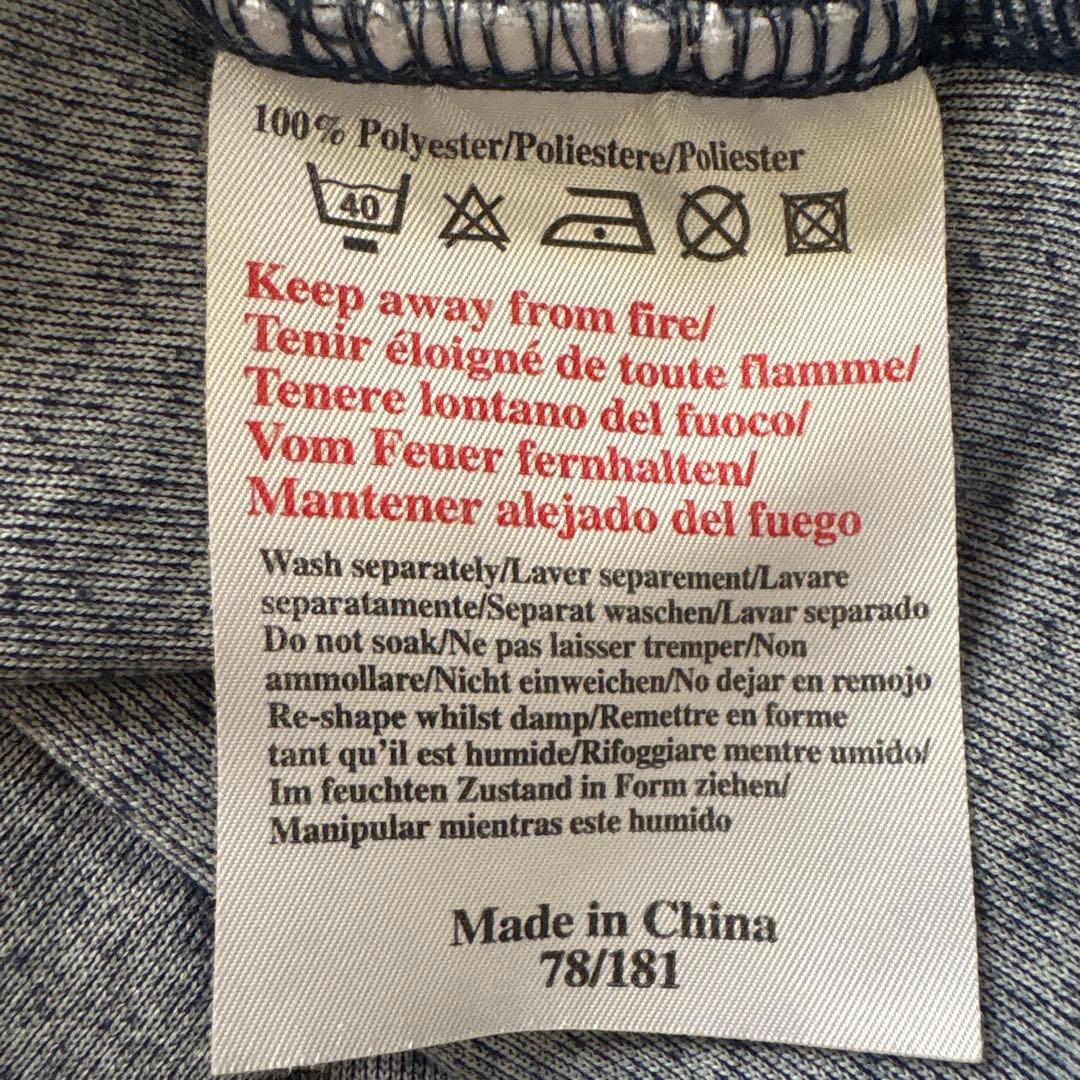 100% Polyester/Poliestere/Poliester
40
Keep away from fire/
Tenir éloigné de toute flamme/
Tenere lontano del fuoco/
Vom Feuer fernhalten/
Mantener alejado del fuego
Wash separately/Laver separement/Lavare
separatamente/Separat waschen/Lavar separado
Do not soak/Ne pas laisser tremper/Non
ammollare/Nicht einweichen/No dejar en remojo
Re-shape whilst damp/Remettre en forme
tant qu'il est humide/Rifoggiare mentre umido/
Im feuchten Zustand in Form ziehen/
Manipular mientras este humido
Made in China
78/181